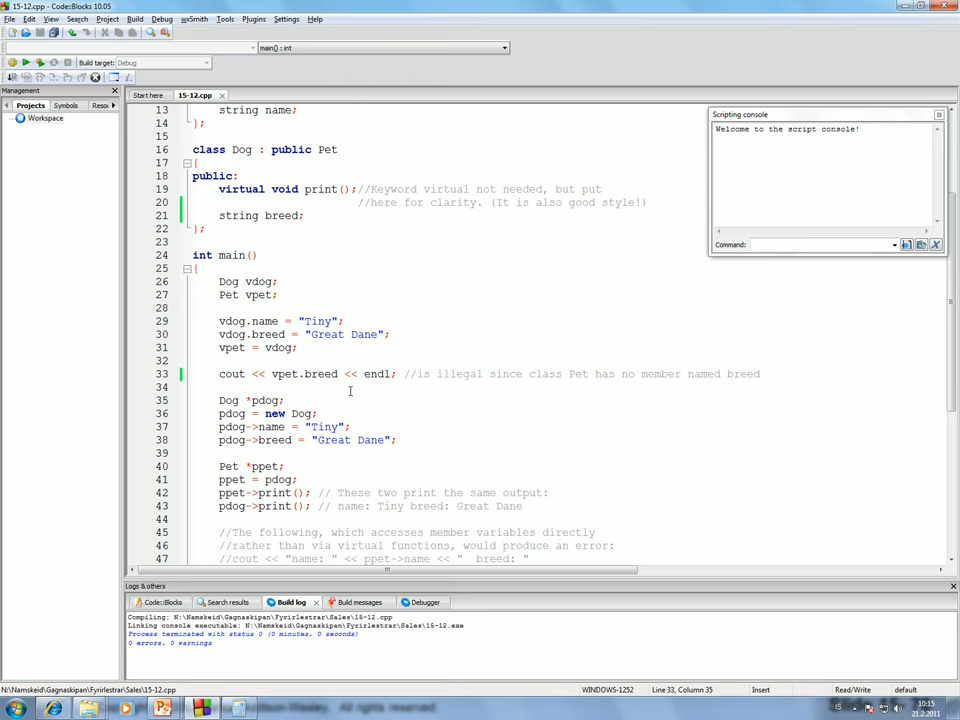 15-12.cpp - Code::Blocks 10.05
File Edit View Search Project Build Debug wxSmith Tools Plugins Settings Help
main() : int
Build target: Debug
Management
Projects Symbols Resou
Workspace
Start here 15-12.cpp
13 string name;
14 };
15
16 class Dog : public Pet
17 {
18 public:
19 virtual void print();//Keyword virtual not needed, but put
20 //here for clarity. (It is also good style!)
21 string breed;
22 };
23
24 int main()
25 {
26 Dog vdog;
27 Pet vpet;
28
29 vdog.name = "Tiny";
30 vdog.breed = "Great Dane";
31 vpet = vdog;
32
33 cout << vpet.breed << endl; //is illegal since class Pet has no member named breed
34
35 Dog *pdog;
36 pdog = new Dog;
37 pdog->name = "Tiny";
38 pdog->breed = "Great Dane";
39
40 Pet *ppet;
41 ppet = pdog;
42 ppet->print(); // These two print the same output:
43 pdog->print(); // name: Tiny breed: Great Dane
44
45 //The following, which accesses member variables directly
46 //rather than via virtual functions, would produce an error:
47 //cout << "name: " << ppet->name << "  breed: "
Scripting console
Welcome to the script console!
Command:
Logs & others
Code::Blocks Search results Build log Build messages Debugger
Compiling: N:\Namskeid\Gagnaskipan\Fyrirlestrar\Sales\15-12.cpp
Linking console executable: N:\Namskeid\Gagnaskipan\Fyrirlestrar\Sales\15-12.exe
Process terminated with status 0 (0 minutes, 0 seconds)
0 errors, 0 warnings
N:\Namskeid\Gagnaskipan\Fyrirlestrar\Sales\15-12.cpp WINDOWS-1252 Line 33, Column 35 Insert Read/Write default
Addison-Wesley. All rights reserved
IS 10:15
21.2.2011